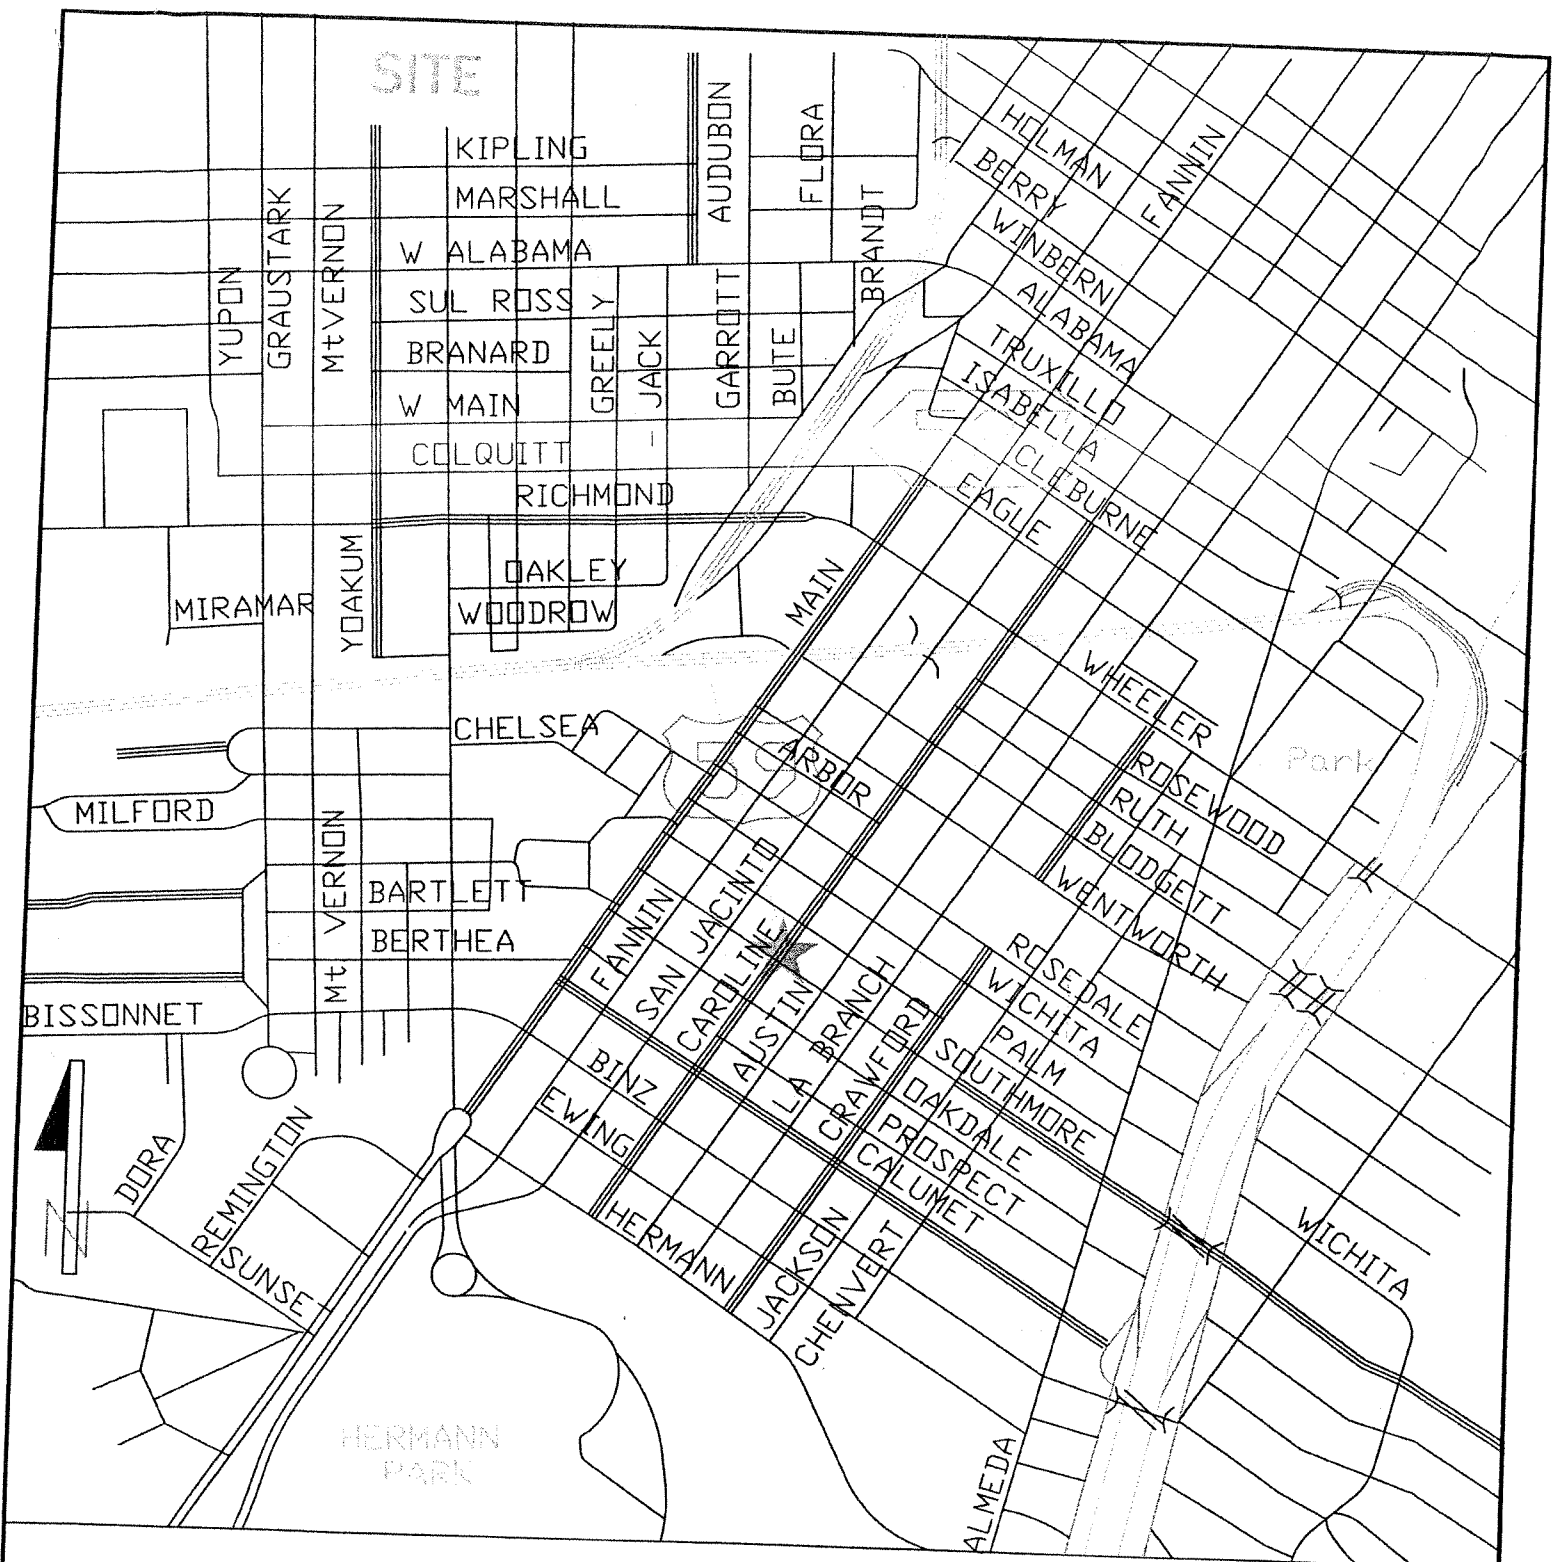 SITE
KIPLING
MARSHALL
W ALABAMA
SUL ROSS
BRANARD
W MAIN
COLQUITT
RICHMOND
OAKLEY
WOODROW
YUPON
GRAUSTARK
MtVERNON
AUDUBON
FLORA
BRANDT
GREELY
JACK
GARROTT
BUTE
HOLMAN
BERRY
WINBERN
ALABAMA
TRUXILLO
ISABELLA
CLEBURNE
EAGLE
FANNIN
MAIN
MIRAMAR
YOAKUM
CHELSEA
59
ARBOR
WHEELER
ROSEWOOD
RUTH
BLODGETT
WENTWORTH
Park
MILFORD
Mt. VERNON
BARTLETT
BERTHEA
BISSONNET
FANNIN
SAN JACINTO
CAROLINE
AUSTIN
LA BRANCH
CRAWFORD
ROSEDALE
WICHITA
PALM
SOUTHMORE
OAKDALE
PROSPECT
CALUMET
BINZ
EWING
HERMANN
JACKSON
CHENVERT
WICHITA
DORA
REMINGTON
SUNSE
N
HERMANN
PARK
ALMEDA